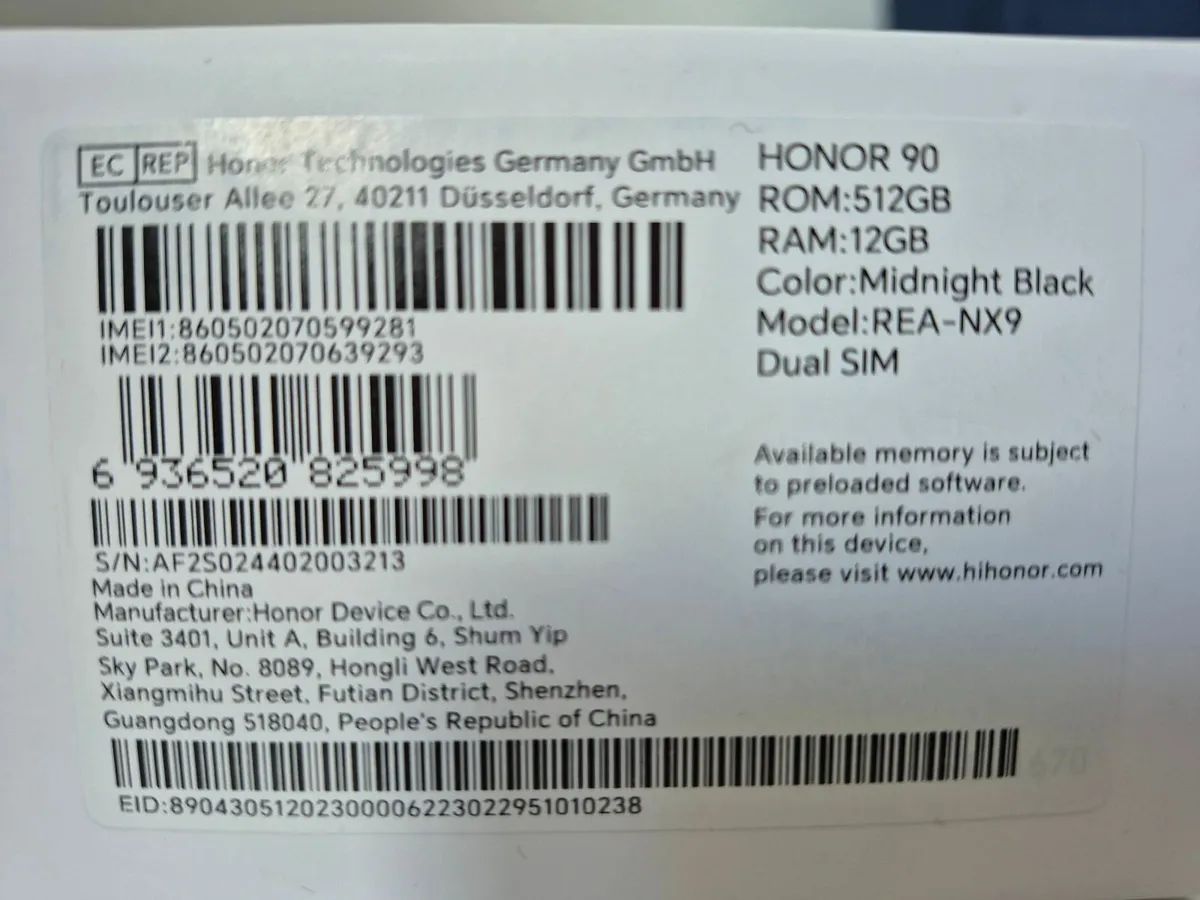 EC REP Honor Technologies Germany GmbH
Toulouser Allee 27, 40211 Düsseldorf, Germany
IMEI1:860502070599281
IMEI2:860502070639293
6 936520 825998
S/N:AF2S024402003213
Made in China
Manufacturer:Honor Device Co., Ltd.
Suite 3401, Unit A, Building 6, Shum Yip
Sky Park, No. 8089, Hongli West Road,
Xiangmihu Street, Futian District, Shenzhen,
Guangdong 518040, People's Republic of China
670
EID:89043051202300006223022951010238
HONOR 90
ROM:512GB
RAM:12GB
Color:Midnight Black
Model:REA-NX9
Dual SIM
Available memory is subject
to preloaded software.
For more information
on this device,
please visit www.hihonor.com